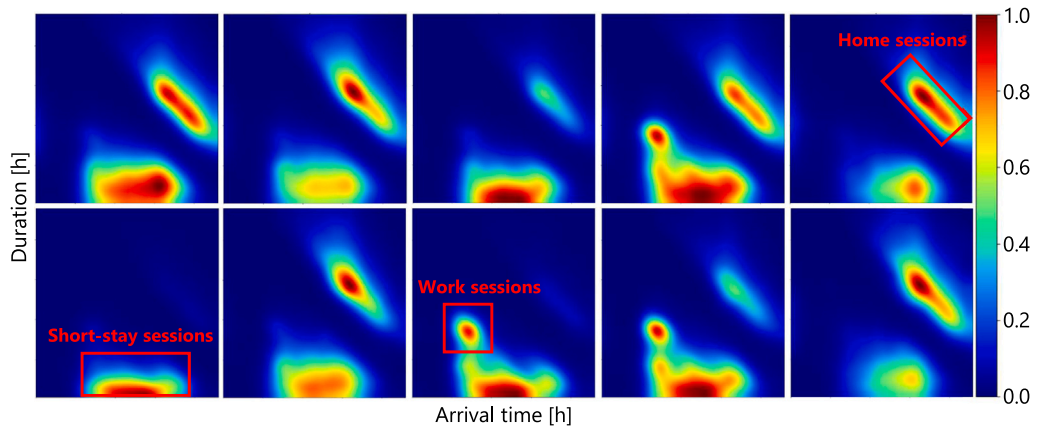 1.0
Home sessions
0.8
0.6
Duration [h]
0.4
Work sessions
Short-stay sessions
0.2
0.0
Arrival time [h]